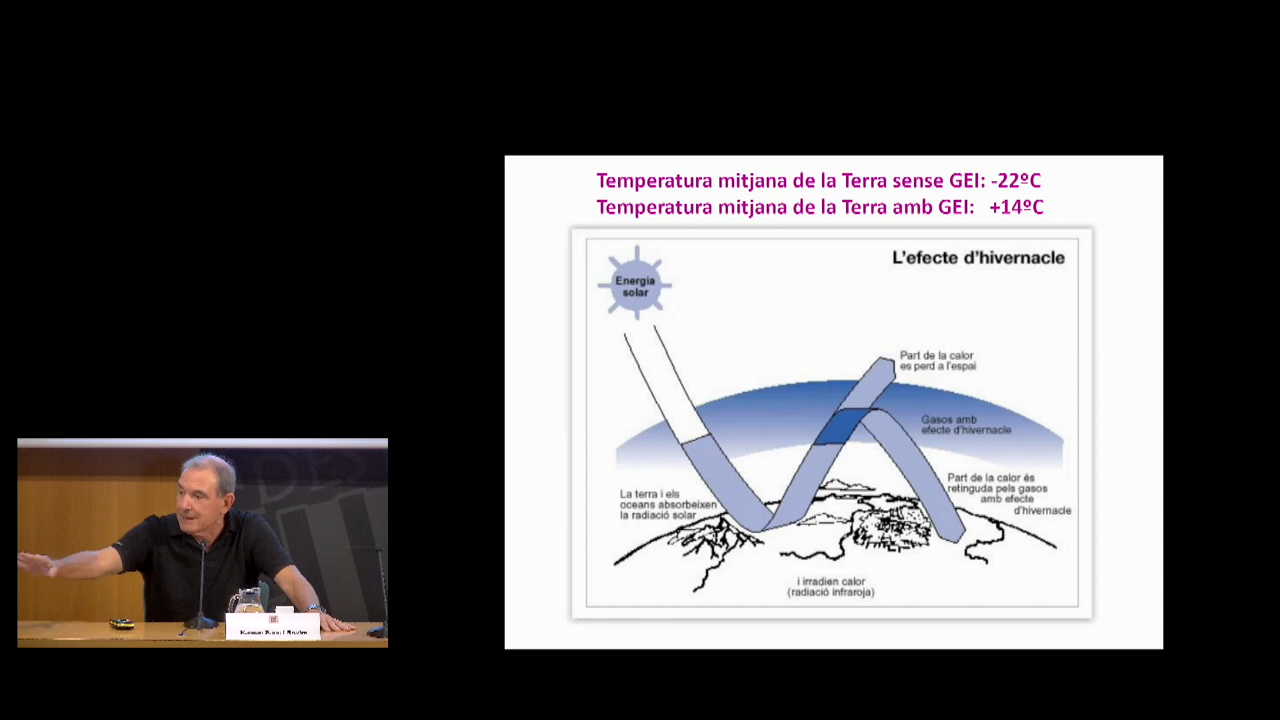 Temperatura mitjana de la Terra sense GEI: -22ºC
Temperatura mitjana de la Terra amb GEI: +14ºC
L'efecte d'hivernacle
Energia
solar
Part de la calor
es perd a l'espai
Gasos amb
efecte d'hivernacle
La terra i els
oceans absorbeixen
la radiació solar
Part de la calor és
retinguda pels gasos
amb efecte
d'hivernacle
i irradien calor
(radiació infraroja)